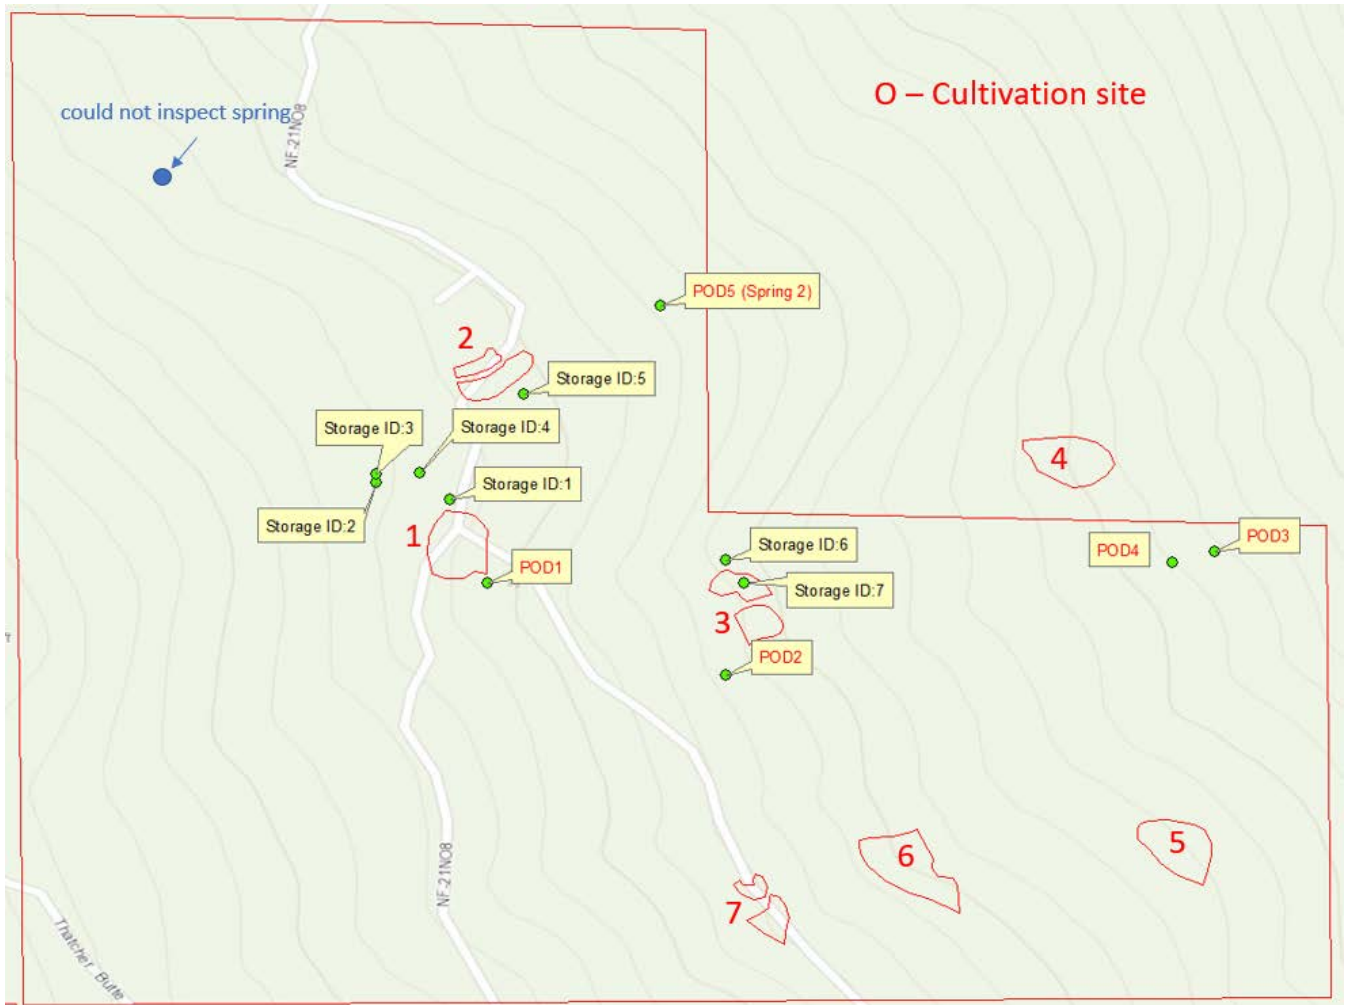 O – Cultivation site
could not inspect spring
NF-21N08
POD5 (Spring 2)
2
Storage ID:5
Storage ID:3
Storage ID:4
4
Storage ID:1
Storage ID:2
1
POD3
Storage ID:6
POD4
POD1
Storage ID:7
3
POD2
5
6
NF-21N08
7
Thatcher Butte